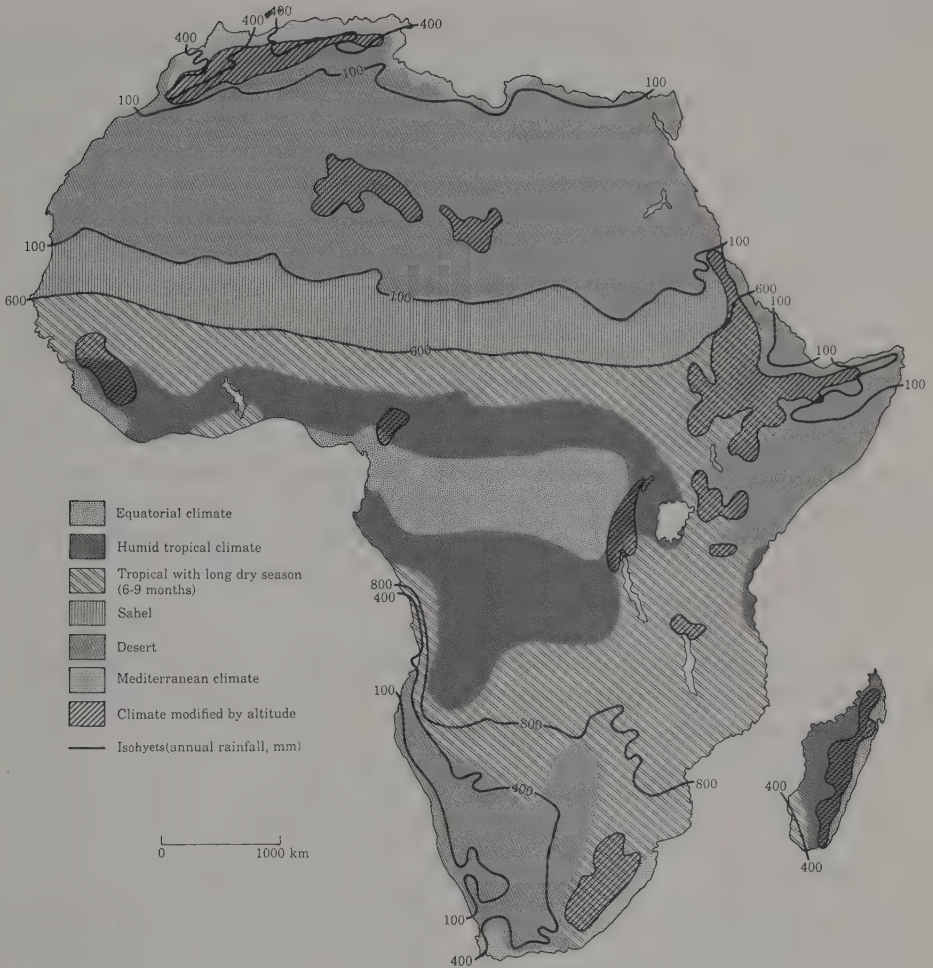 400
400
400
400
100
100
100
100
100
100
600
600
600
100
100
100
Equatorial climate
Humid tropical climate
Tropical with long dry season
(6-9 months)
Sahel
Desert
Mediterranean climate
Climate modified by altitude
Isohyets(annual rainfall, mm)
0 1000 km
800
400
100
800
400
800
400
400
100
400